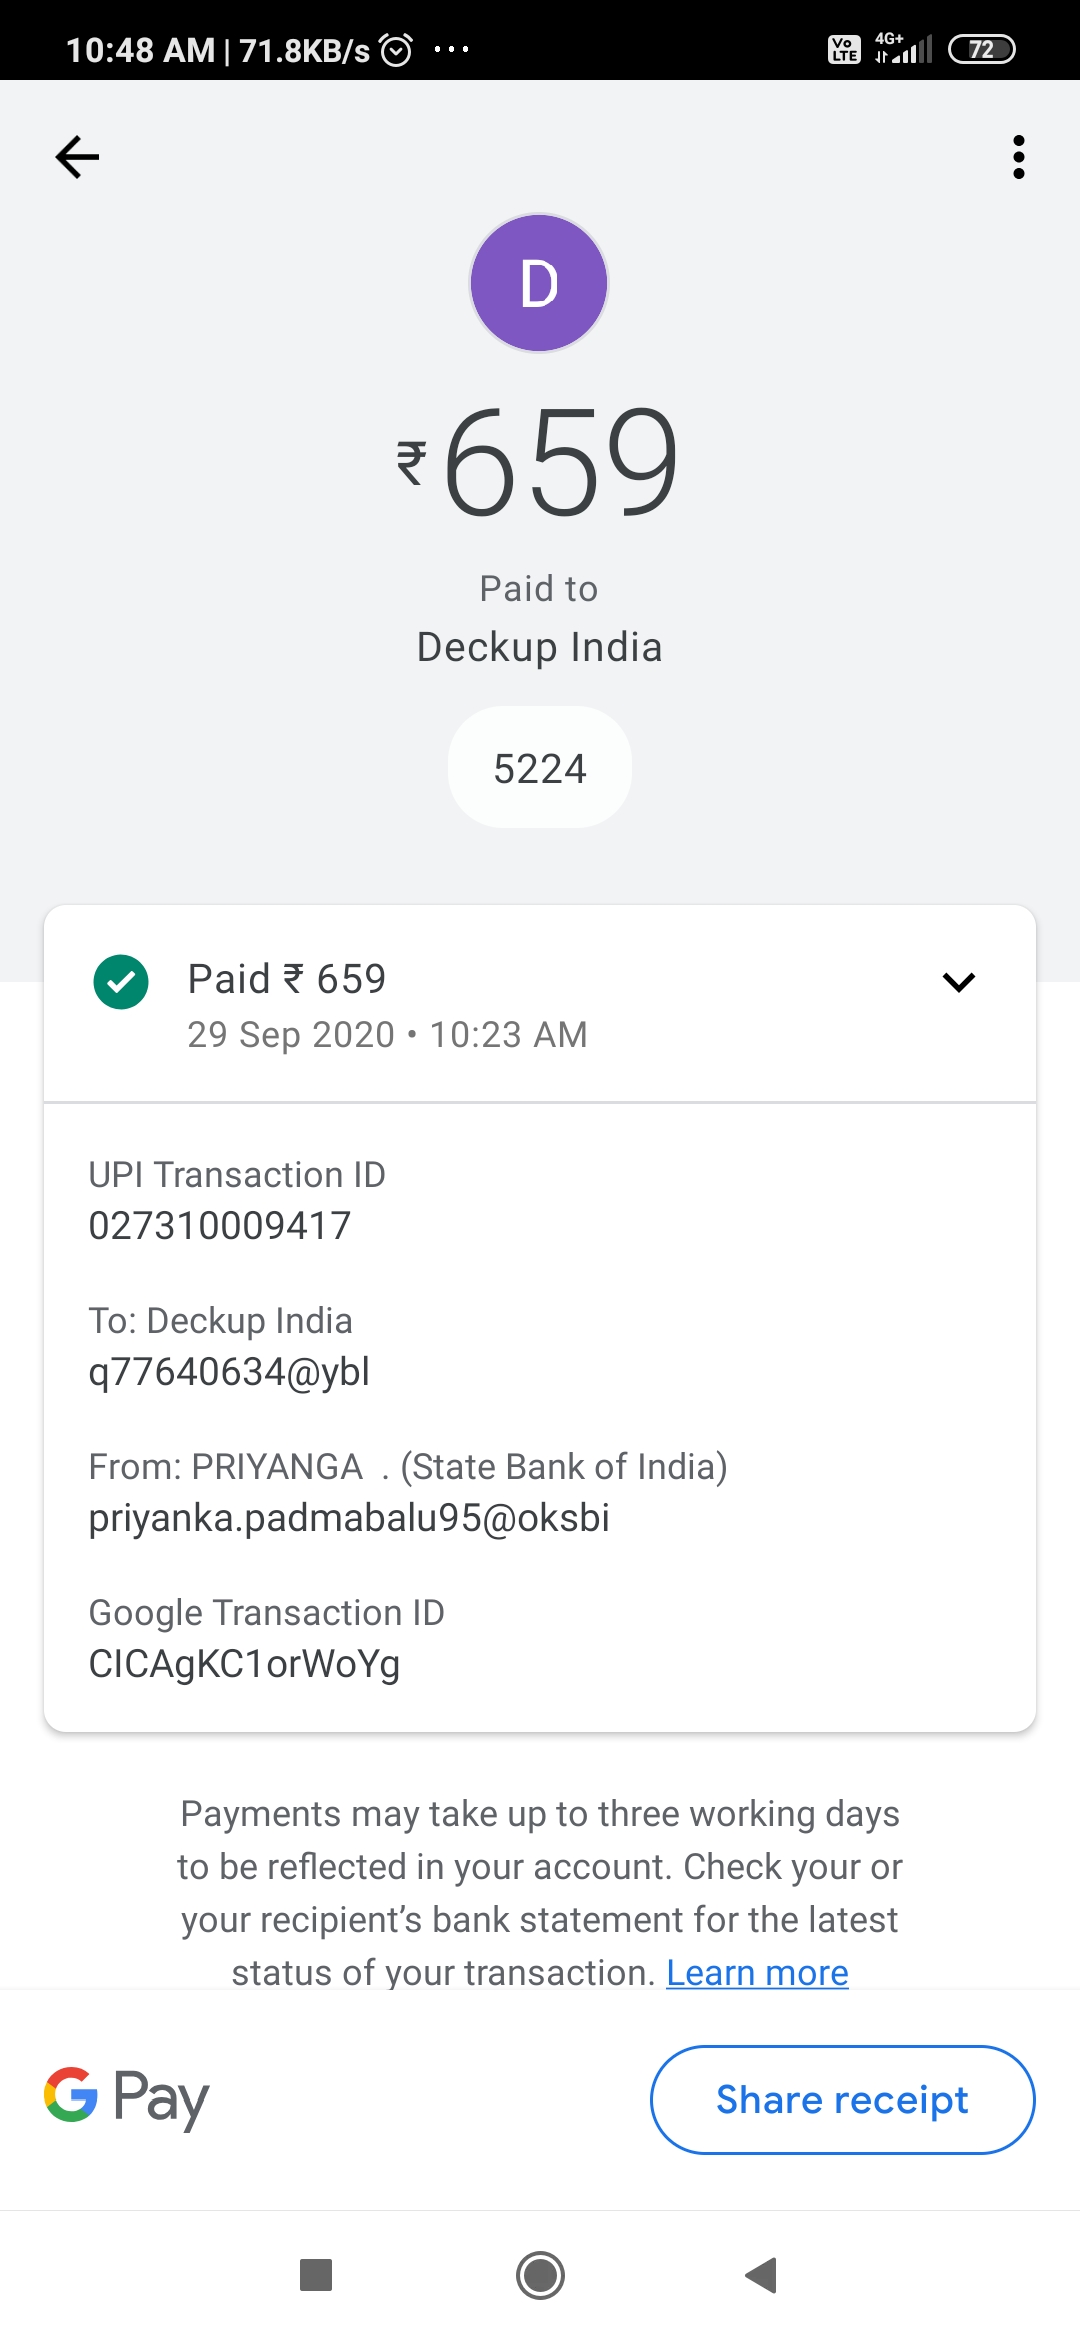 10:48 AM | 71.8KB/s ...
Vo LTE 4G+ 72
D
₹659
Paid to
Deckup India
5224
Paid ₹ 659
29 Sep 2020 • 10:23 AM
UPI Transaction ID
027310009417
To: Deckup India
q77640634@ybl
From: PRIYANGA  . (State Bank of India)
priyanka.padmabalu95@oksbi
Google Transaction ID
CICAgKC1orWoYg
Payments may take up to three working days
to be reflected in your account. Check your or
your recipient’s bank statement for the latest
status of your transaction. Learn more
G Pay
Share receipt